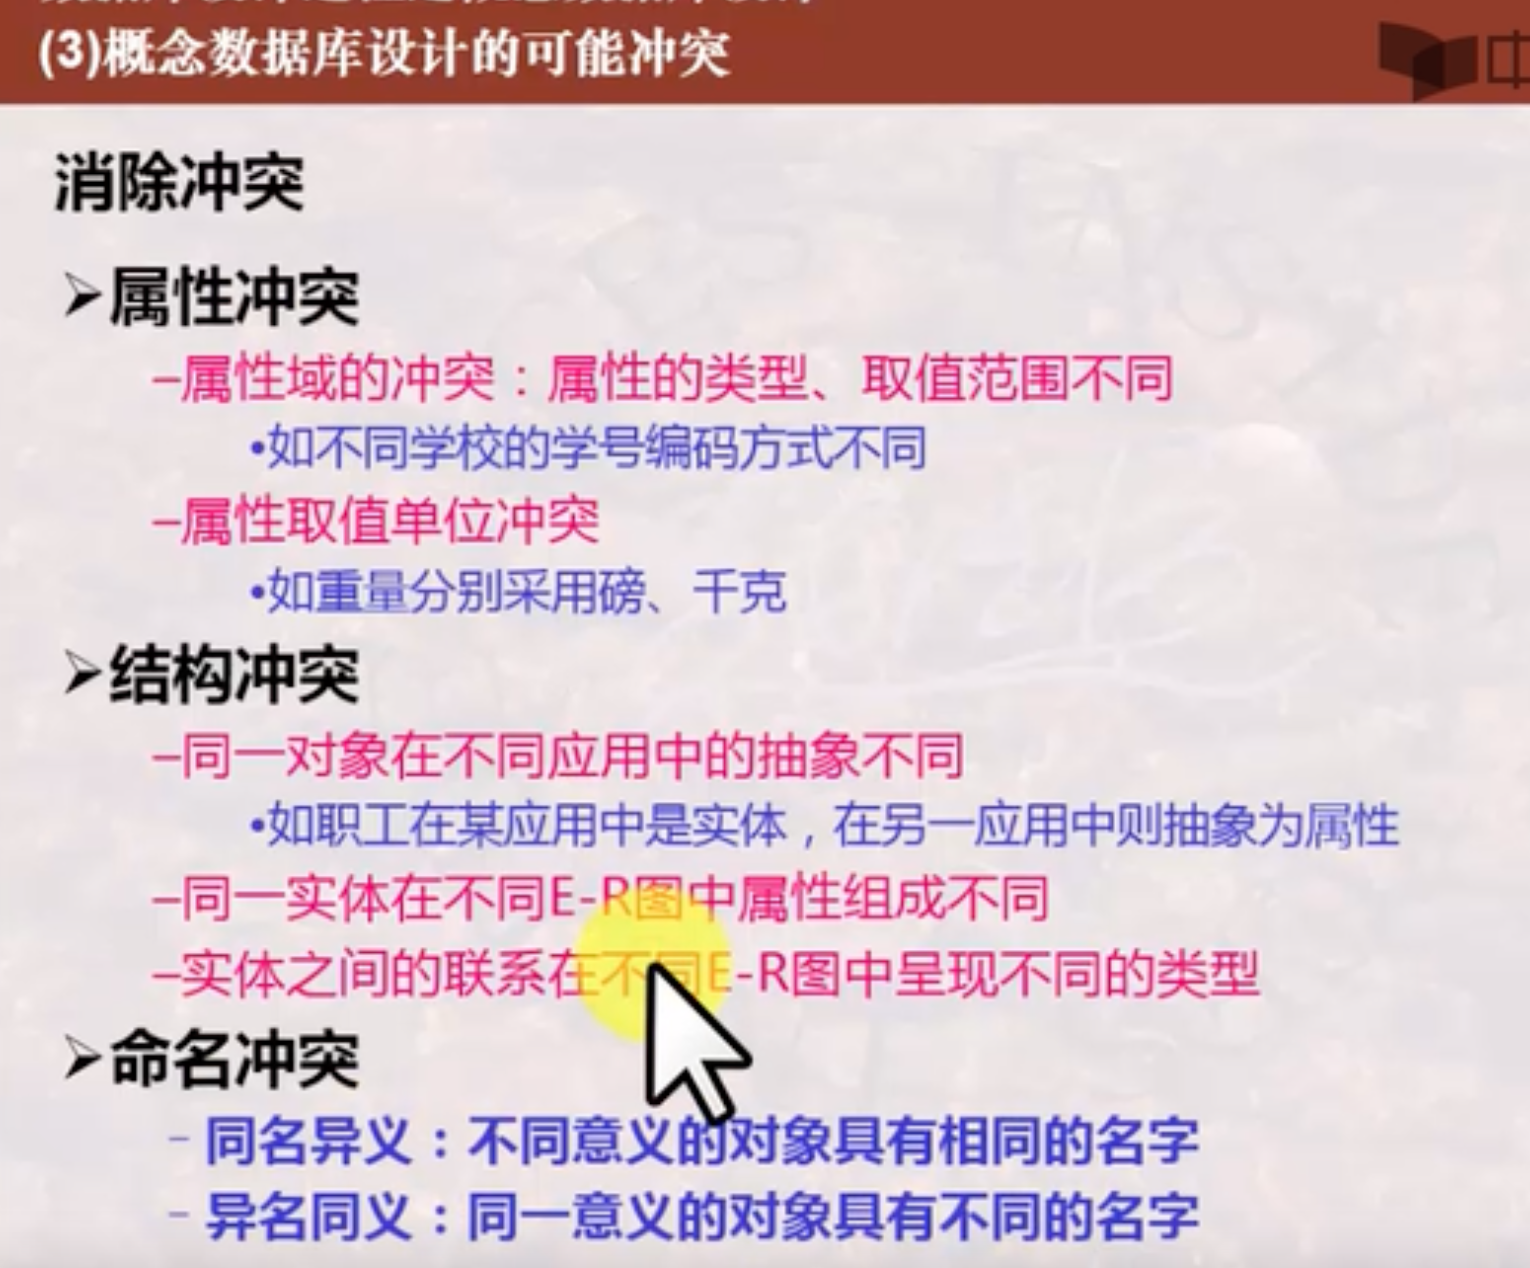 (3)概念数据库设计的可能冲突
中
消除冲突
➢属性冲突
–属性域的冲突：属性的类型、取值范围不同
•如不同学校的学号编码方式不同
–属性取值单位冲突
•如重量分别采用磅、千克
➢结构冲突
–同一对象在不同应用中的抽象不同
•如职工在某应用中是实体，在另一应用中则抽象为属性
–同一实体在不同E-R图中属性组成不同
–实体之间的联系在不同E-R图中呈现不同的类型
➢命名冲突
– 同名异义：不同意义的对象具有相同的名字
– 异名同义：同一意义的对象具有不同的名字